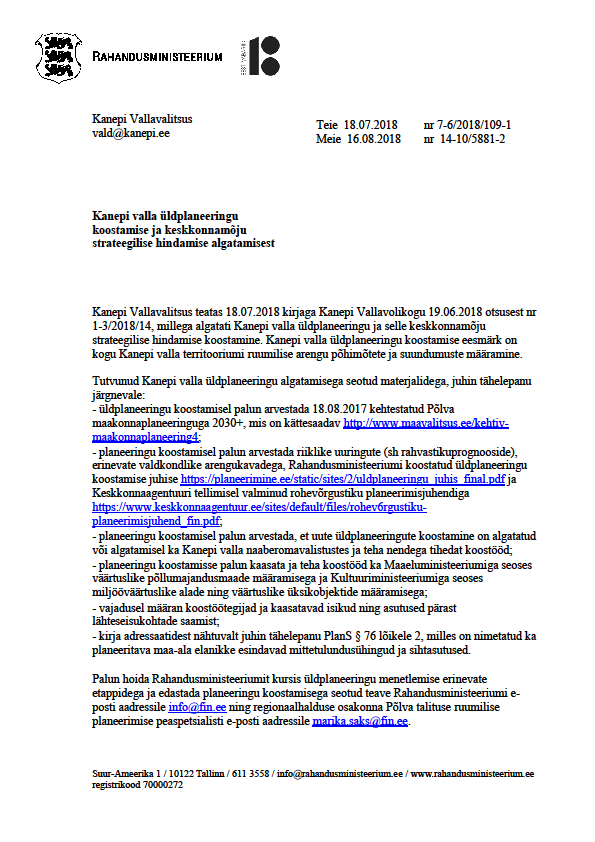 RAHANDUSMINISTEERIUM
EESTI VABARIIK
Kanepi Vallavalitsus
vald@kanepi.ee
Teie 18.07.2018 nr 7-6/2018/109-1
Meie 16.08.2018 nr 14-10/5881-2
Kanepi valla üldplaneeringu
koostamise ja keskkonnamõju
strateegilise hindamise algatamisest
Kanepi Vallavalitsus teatas 18.07.2018 kirjaga Kanepi Vallavolikogu 19.06.2018 otsusest nr
1-3/2018/14, millega algatati Kanepi valla üldplaneeringu ja selle keskkonnamõju
strateegilise hindamise koostamine. Kanepi valla üldplaneeringu koostamise eesmärk on
kogu Kanepi valla territooriumi ruumilise arengu põhimõtete ja suundumuste määramine.
Tutvunud Kanepi valla üldplaneeringu algatamisega seotud materjalidega, juhin tähelepanu
järgnevale:
- üldplaneeringu koostamisel palun arvestada 18.08.2017 kehtestatud Põlva
maakonnaplaneeringuga 2030+, mis on kättesaadav http://www.maavalitsus.ee/kehtiv-
maakonnaplaneering4;
- planeeringu koostamisel palun arvestada riiklike uuringute (sh rahvastikuprognooside),
erinevate valdkondlike arengukavadega, Rahandusministeeriumi koostatud üldplaneeringu
koostamise juhise https://planeerimine.ee/static/sites/2/uldplaneeringu_juhis_final.pdf ja
Keskkonnaagentuuri tellimisel valminud rohevõrgustiku planeerimisjuhendiga
https://www.keskkonnaagentuur.ee/sites/default/files/rohev6rgustiku-
planeerimisjuhend_fin.pdf;
- planeeringu koostamisel palun arvestada, et uute üldplaneeringute koostamine on algatatud
või algatamisel ka Kanepi valla naaberomavalistustes ja teha nendega tihedat koostööd;
- planeeringu koostamisse palun kaasata ja teha koostööd ka Maaeluministeeriumiga seoses
väärtuslike põllumajandusmaade määramisega ja Kultuuriministeeriumiga seoses
miljööväärtuslike alade ning väärtuslike üksikobjektide määramisega;
- vajadusel määran koostöötegijad ja kaasatavad isikud ning asutused pärast
lähteseisukohtade saamist;
- kirja adressaatidest nähtuvalt juhin tähelepanu PlanS § 76 lõikele 2, milles on nimetatud ka
planeeritava maa-ala elanikke esindavad mittetulundusühingud ja sihtasutused.
Palun hoida Rahandusministeeriumit kursis üldplaneeringu menetlemise erinevate
etappidega ja edastada planeeringu koostamisega seotud teave Rahandusministeeriumi e-
posti aadressile info@fin.ee ning regionaalhalduse osakonna Põlva talituse ruumilise
planeerimise peaspetsialisti e-posti aadressile marika.saks@fin.ee.
Suur-Ameerika 1 / 10122 Tallinn / 611 3558 / info@rahandusministeerium.ee / www.rahandusministeerium.ee
registrikood 70000272